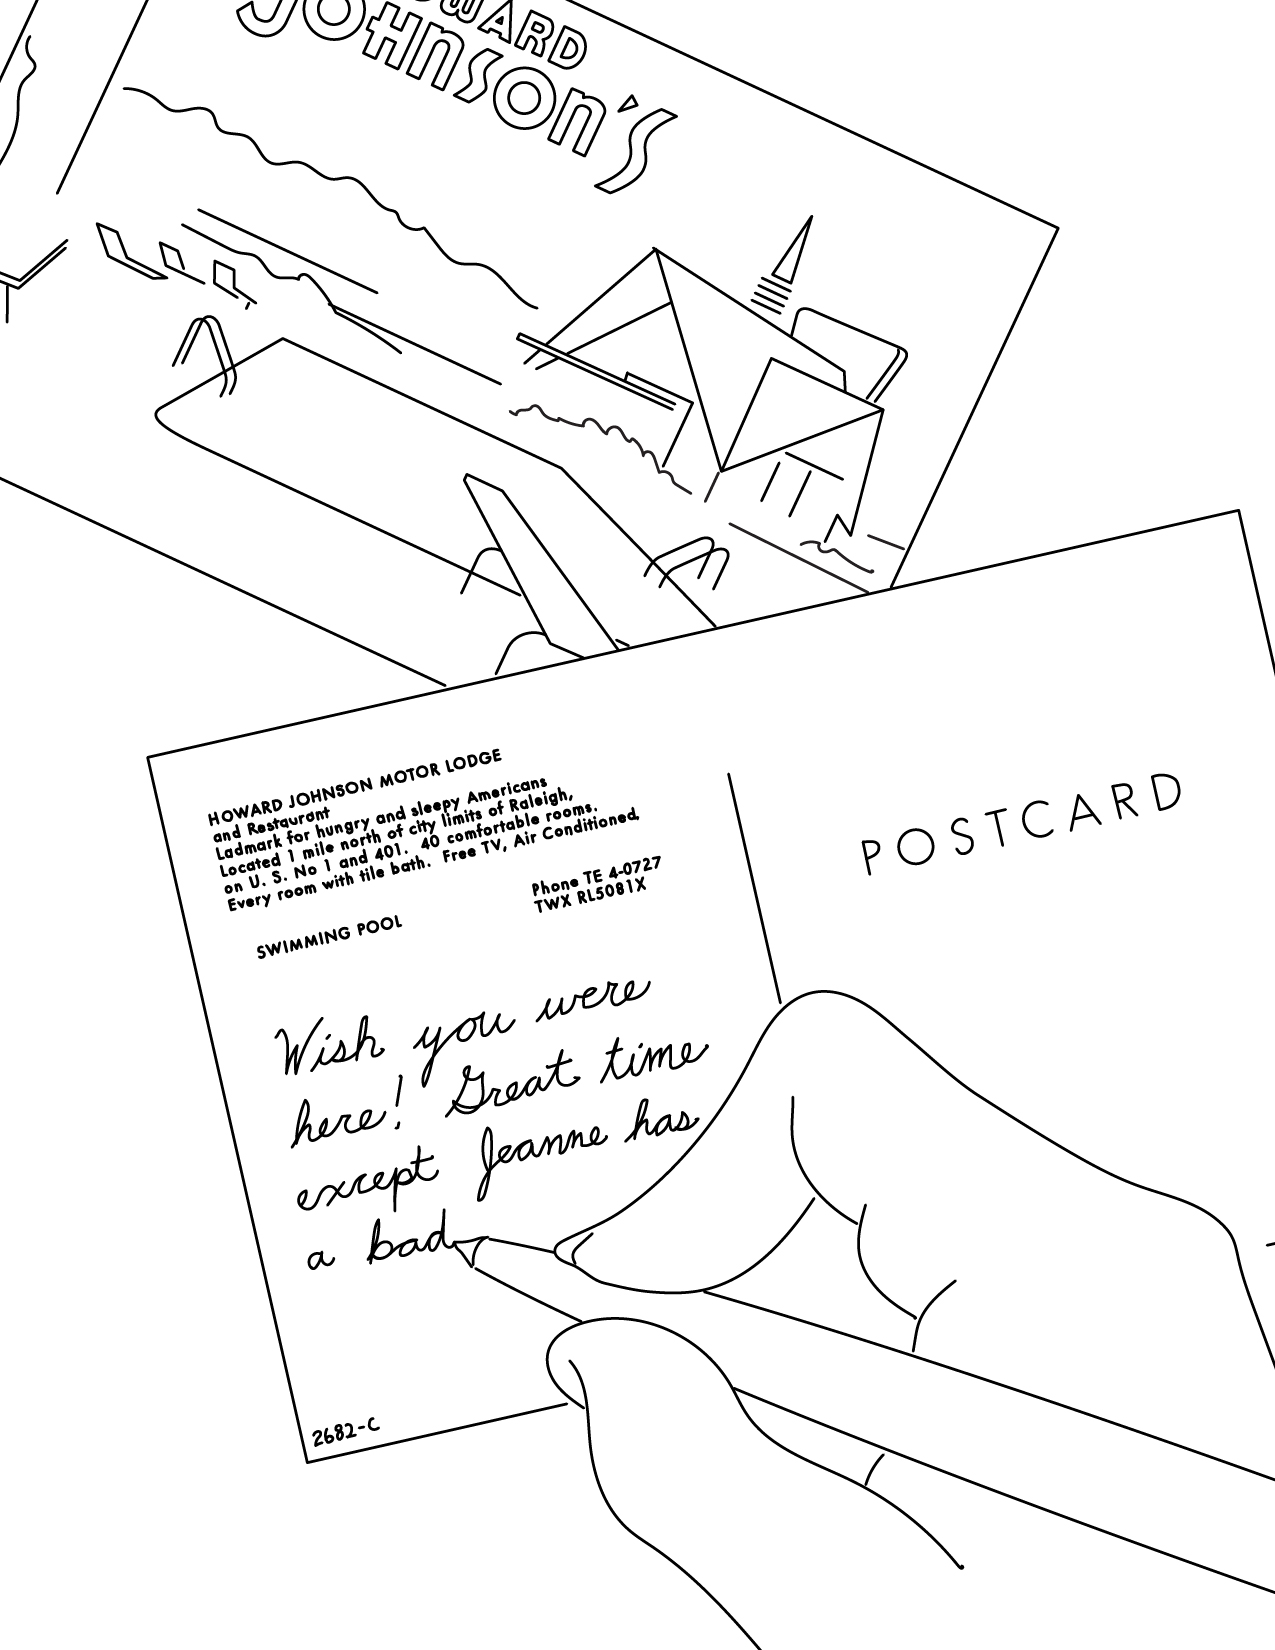 JOHNSON'S
HOWARD JOHNSON MOTOR LODGE
and Restaurant
Ladmark for hungry and sleepy Americans
Located 1 mile north of city limits of Raleigh,
on U. S. No 1 and 401. 40 comfortable rooms.
Every room with tile bath. Free TV, Air Conditioned,
Phone TE 4-0727
TWX RL5081X
SWIMMING POOL
POSTCARD
Wish you were
here! Great time
except Jeanne has
a bad
2682-C